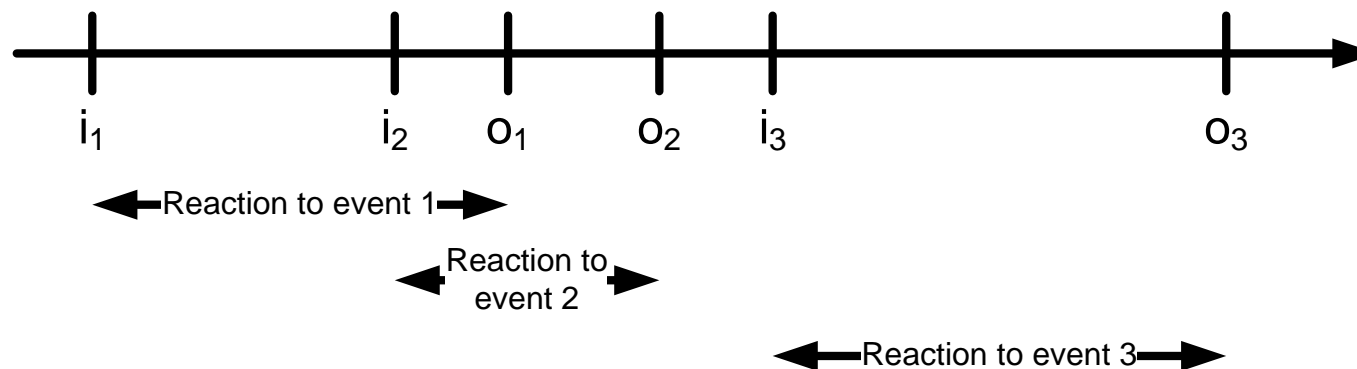 i₁ i₂ o₁ o₂ i₃ o₃
Reaction to event 1
Reaction to
event 2
Reaction to event 3